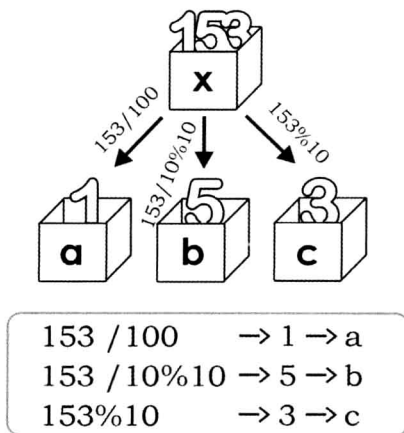 153
x
153/100
153/10%10
153%10
1
5
3
a
b
c
153 /100 → 1 → a
153 /10%10 → 5 → b
153%10 → 3 → c